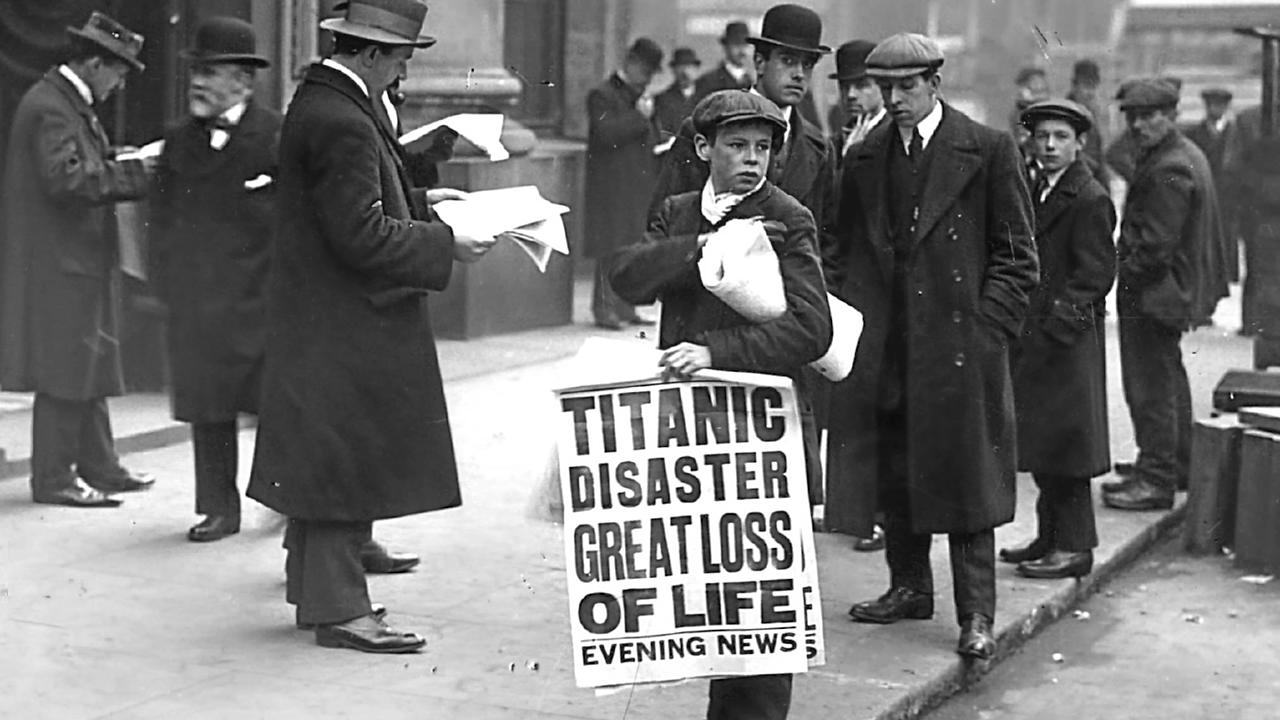 TITANIC
DISASTER
GREAT LOSS
OF LIFE
EVENING NEWS
E
S